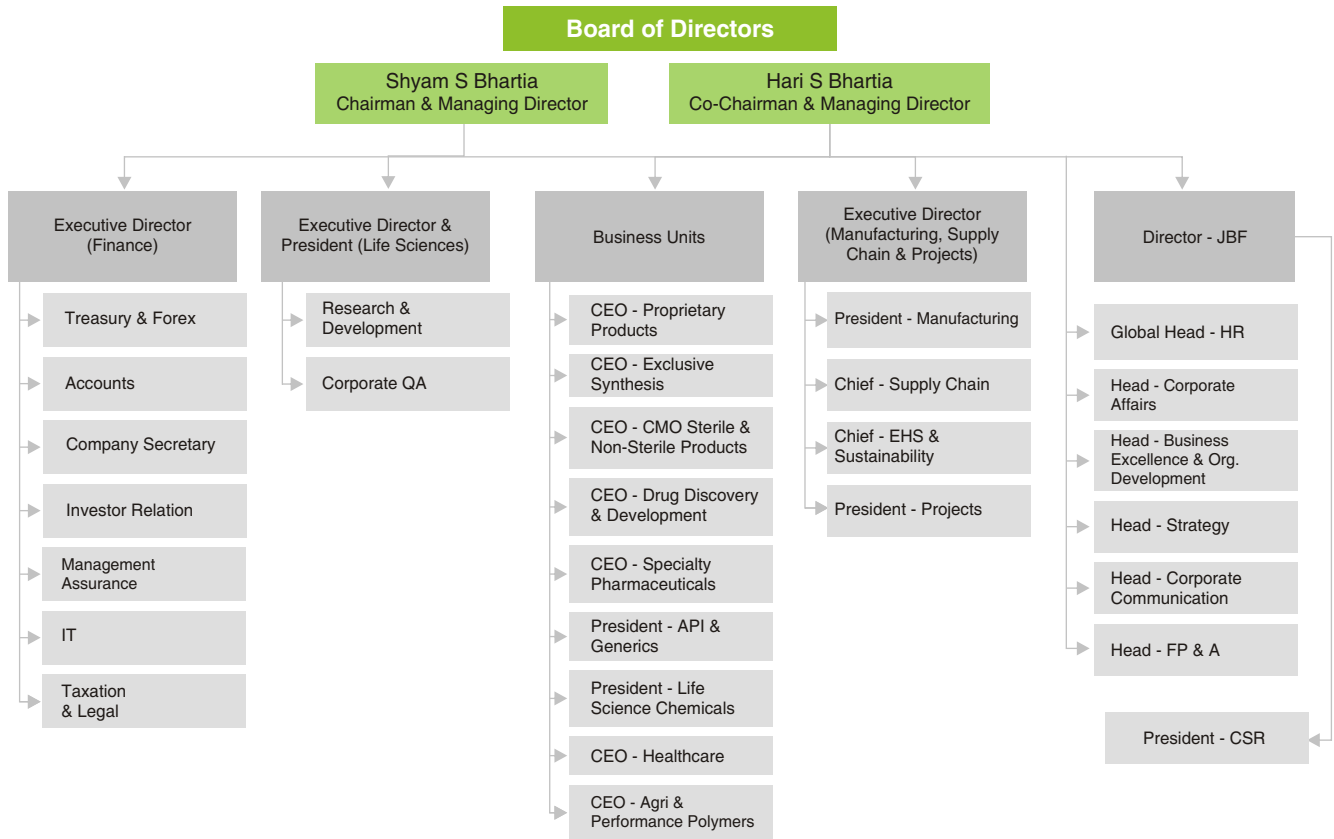 Board of Directors
Shyam S Bhartia
Chairman & Managing Director
Hari S Bhartia
Co-Chairman & Managing Director
Executive Director
(Finance)
Treasury & Forex
Accounts
Company Secretary
Investor Relation
Management
Assurance
IT
Taxation
& Legal
Executive Director &
President (Life Sciences)
Research &
Development
Corporate QA
Business Units
CEO - Proprietary
Products
CEO - Exclusive
Synthesis
CEO - CMO Sterile &
Non-Sterile Products
CEO - Drug Discovery
& Development
CEO - Specialty
Pharmaceuticals
President - API &
Generics
President - Life
Science Chemicals
CEO - Healthcare
CEO - Agri &
Performance Polymers
Executive Director
(Manufacturing, Supply
Chain & Projects)
President - Manufacturing
Chief - Supply Chain
Chief - EHS &
Sustainability
President - Projects
Director - JBF
Global Head - HR
Head - Corporate
Affairs
Head - Business
Excellence & Org.
Development
Head - Strategy
Head - Corporate
Communication
Head - FP & A
President - CSR